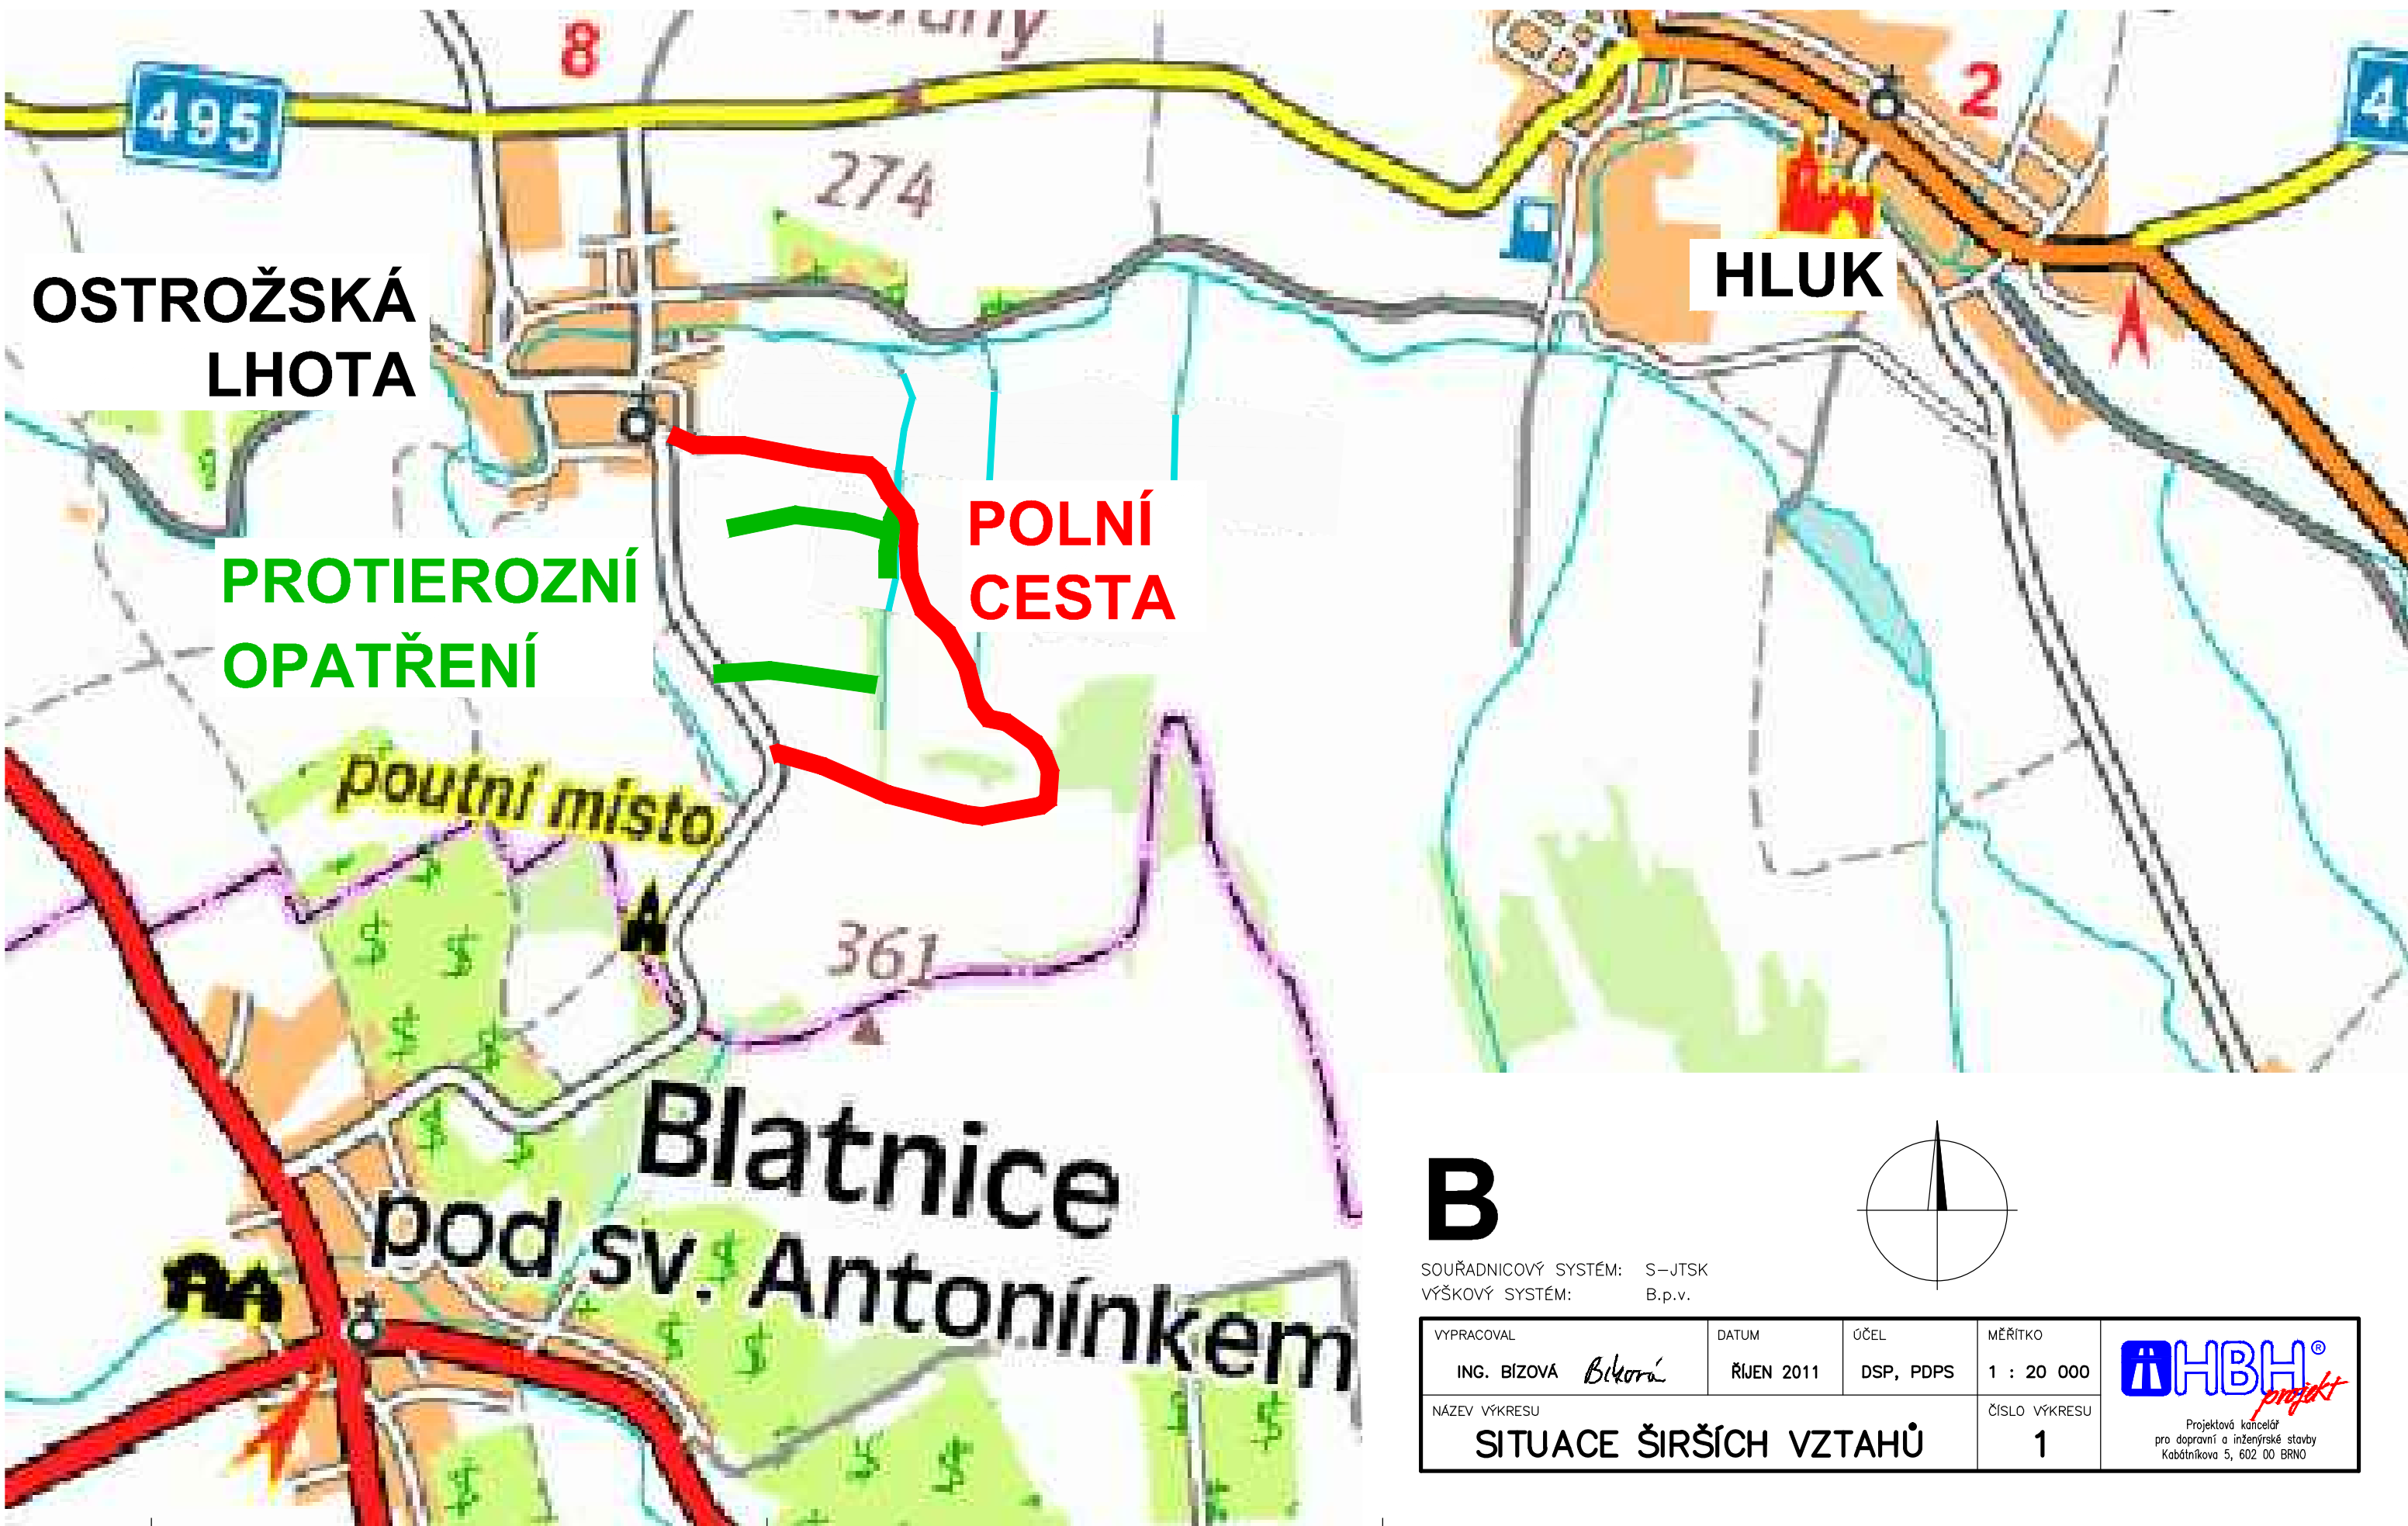 8
2
495
274
OSTROŽSKÁ
LHOTA
HLUK
POLNÍ
CESTA
PROTIEROZNÍ
OPATŘENÍ
poutní místo
361
Blatnice
pod sv. Antonínkem
B
SOUŘADNICOVÝ SYSTÉM: S-JTSK
VÝŠKOVÝ SYSTÉM: B.p.v.
VYPRACOVAL
ING. BÍZOVÁ
DATUM
ŘÍJEN 2011
ÚČEL
DSP, PDPS
MĚŘÍTKO
1 : 20 000
NÁZEV VÝKRESU
SITUACE ŠIRŠÍCH VZTAHŮ
ČÍSLO VÝKRESU
1
HBH®
projekt
Projektová kancelář
pro dopravní a inženýrské stavby
Kabátníkova 5, 602 00 BRNO